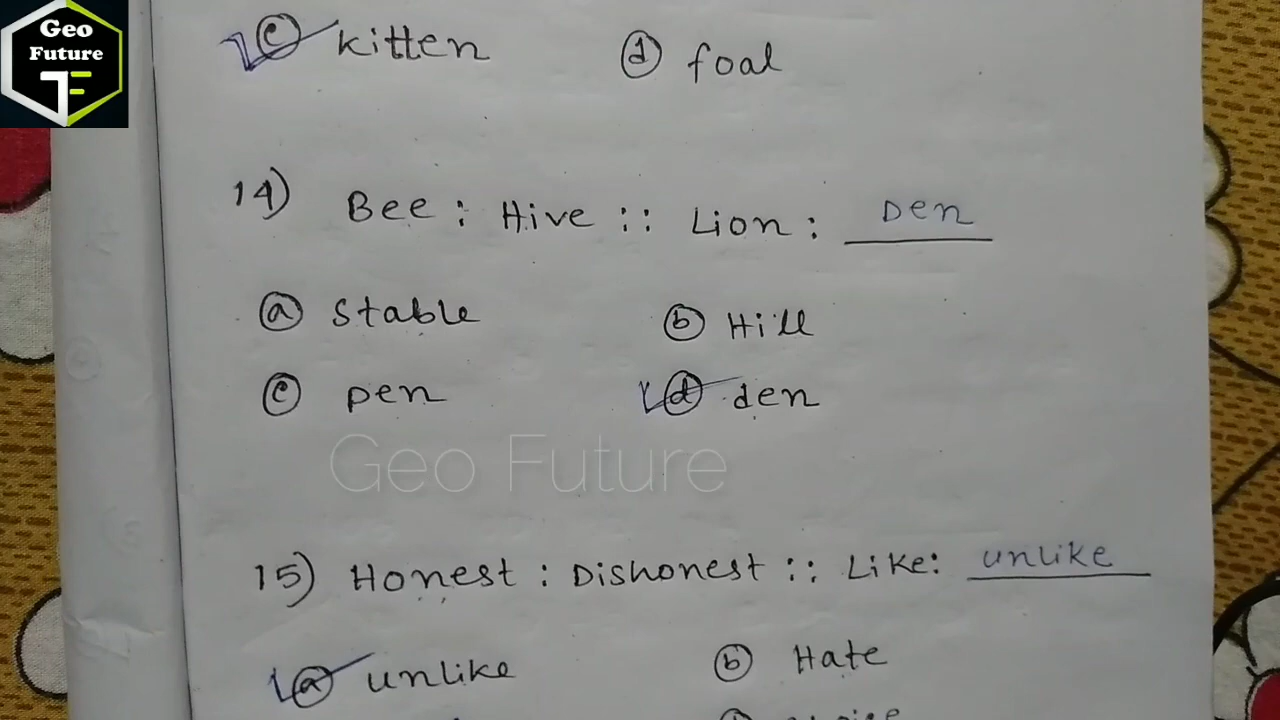 Geo
Future
c kitten d foal
14) Bee : Hive :: Lion : Den
a stable b Hill
c pen d den
Geo Future
15) Honest : Dishonest :: Like: unlike
a unlike b Hate